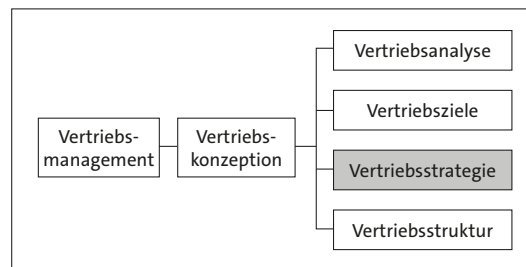 Vertriebsanalyse
Vertriebsziele
Vertriebs-
management
Vertriebs-
konzeption
Vertriebsstrategie
Vertriebsstruktur